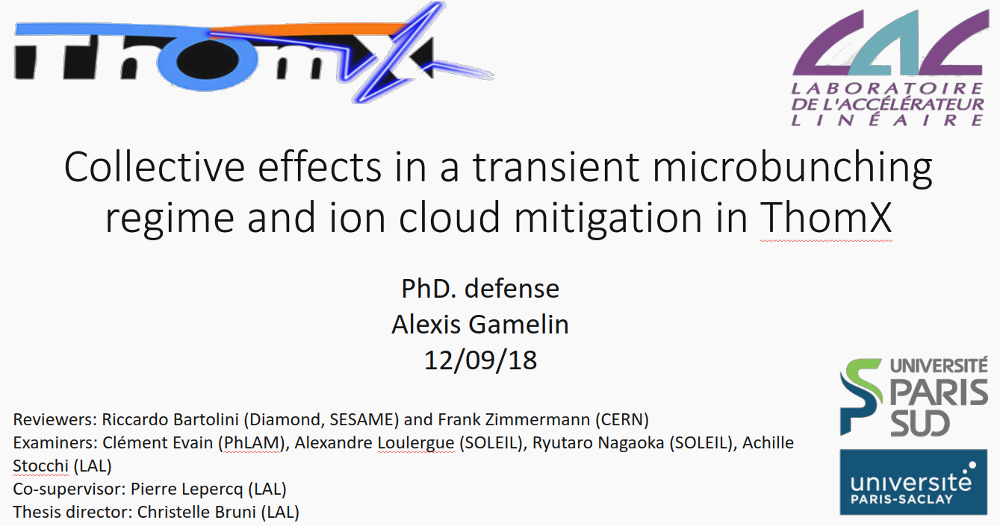 ThomX
LAL
LABORATOIRE
DE L'ACCÉLÉRATEUR
LINÉAIRE
Collective effects in a transient microbunching
regime and ion cloud mitigation in ThomX
PhD. defense
Alexis Gamelin
12/09/18
Reviewers: Riccardo Bartolini (Diamond, SESAME) and Frank Zimmermann (CERN)
Examiners: Clément Evain (PhLAM), Alexandre Loulergue (SOLEIL), Ryutaro Nagaoka (SOLEIL), Achille
Stocchi (LAL)
Co-supervisor: Pierre Lepercq (LAL)
Thesis director: Christelle Bruni (LAL)
UNIVERSITÉ
PARIS
SUD
université
PARIS-SACLAY